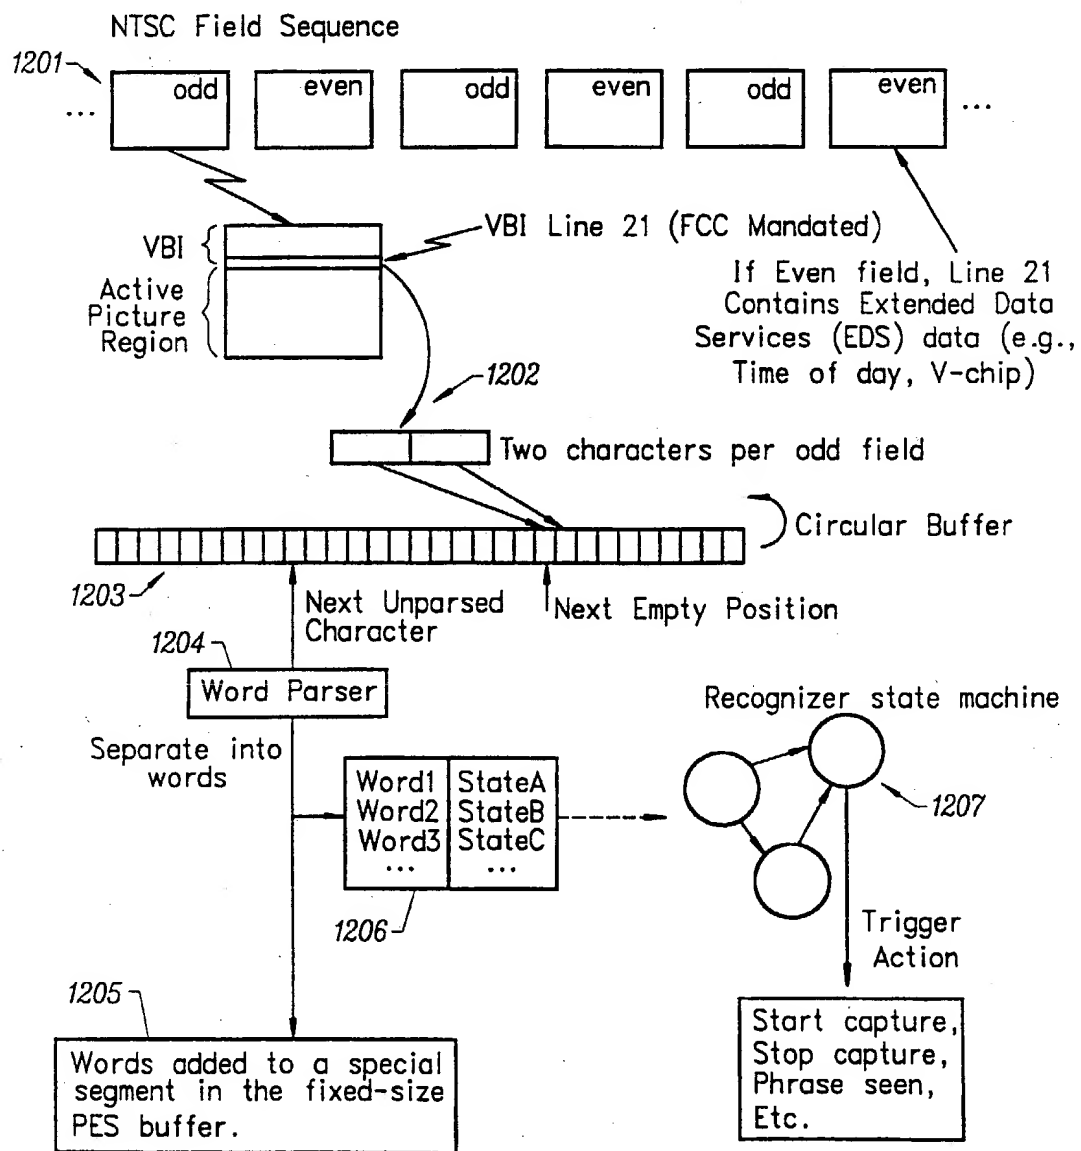 NTSC Field Sequence
1201
... odd even odd even odd even ...
VBI
VBI Line 21 (FCC Mandated)
Active
Picture
Region
If Even field, Line 21
Contains Extended Data
Services (EDS) data (e.g.,
Time of day, V-chip)
1202
Two characters per odd field
Circular Buffer
1203
Next Unparsed
Character
Next Empty Position
1204
Word Parser
Separate into
words
Recognizer state machine
Word1 StateA
Word2 StateB
Word3 StateC
... ...
1206
1207
Trigger
Action
1205
Words added to a special
segment in the fixed-size
PES buffer.
Start capture,
Stop capture,
Phrase seen,
Etc.